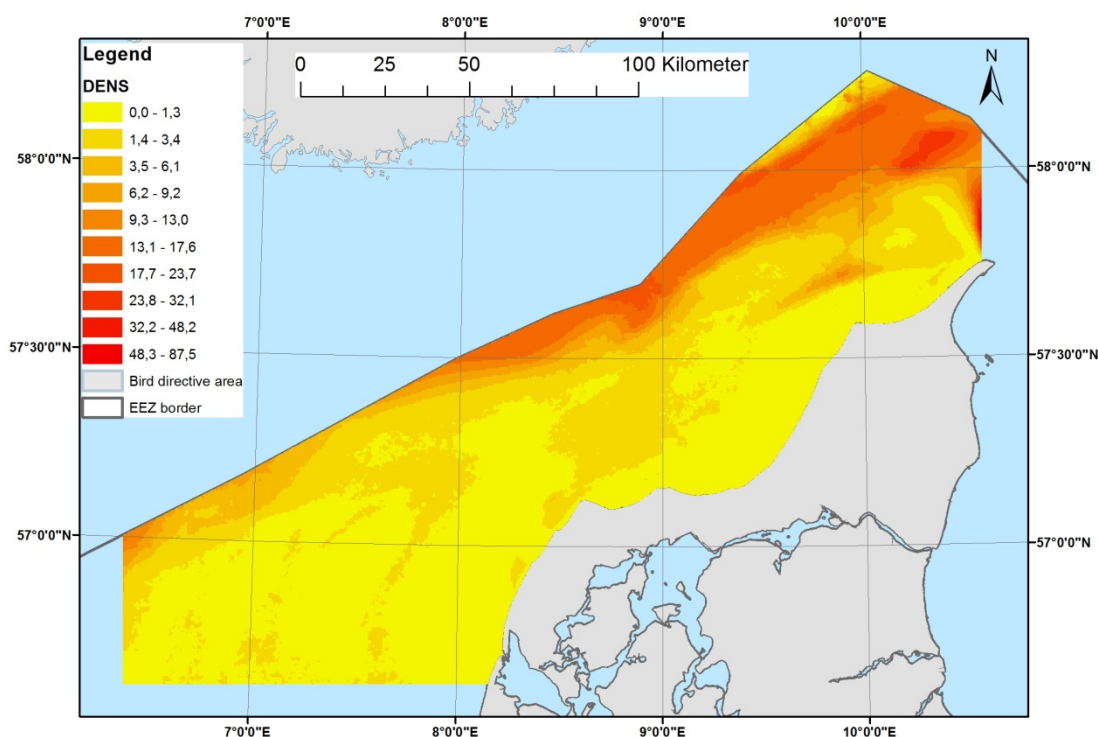 7°0'0"E 8°0'0"E 9°0'0"E 10°0'0"E
Legend
0 25 50 100 Kilometer
N
DENS
0,0 - 1,3
1,4 - 3,4
3,5 - 6,1
6,2 - 9,2
9,3 - 13,0
13,1 - 17,6
17,7 - 23,7
23,8 - 32,1
32,2 - 48,2
48,3 - 87,5
Bird directive area
EEZ border
58°0'0"N 58°0'0"N
57°30'0"N 57°30'0"N
57°0'0"N 57°0'0"N
7°0'0"E 8°0'0"E 9°0'0"E 10°0'0"E